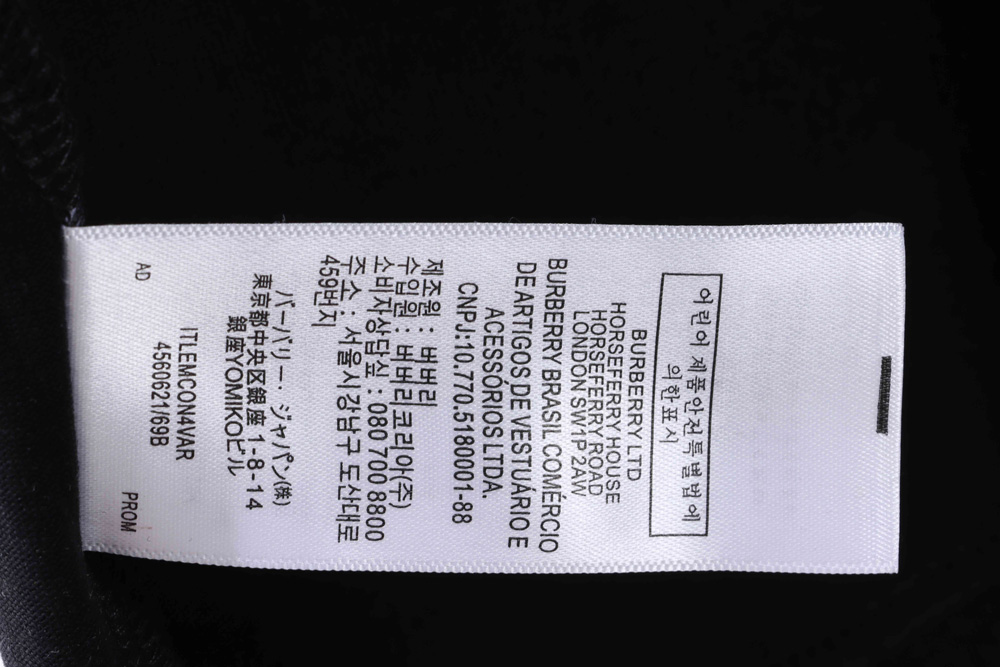 어린이 제품안전특별법에
의한표시
BURBERRY LTD
HORSEFERRY HOUSE
HORSEFERRY ROAD
LONDON SW1P 2AW
BURBERRY BRASIL COMÉRCIO
DE ARTIGOS DE VESTUÁRIO E
ACESSÓRIOS LTDA.
CNPJ:10.770.5180001-88
제조원 : 버버리
수입원 : 버버리코리아(주)
소비자상담실 : 080 700 8800
주소 : 서울시강남구 도산대로
459번지
バーバリー・ジャパン(株)
東京都中央区銀座 1-8-14
銀座YOMIKOビル
ITLEMCON4VAR
4560621/69B
AD
PROM